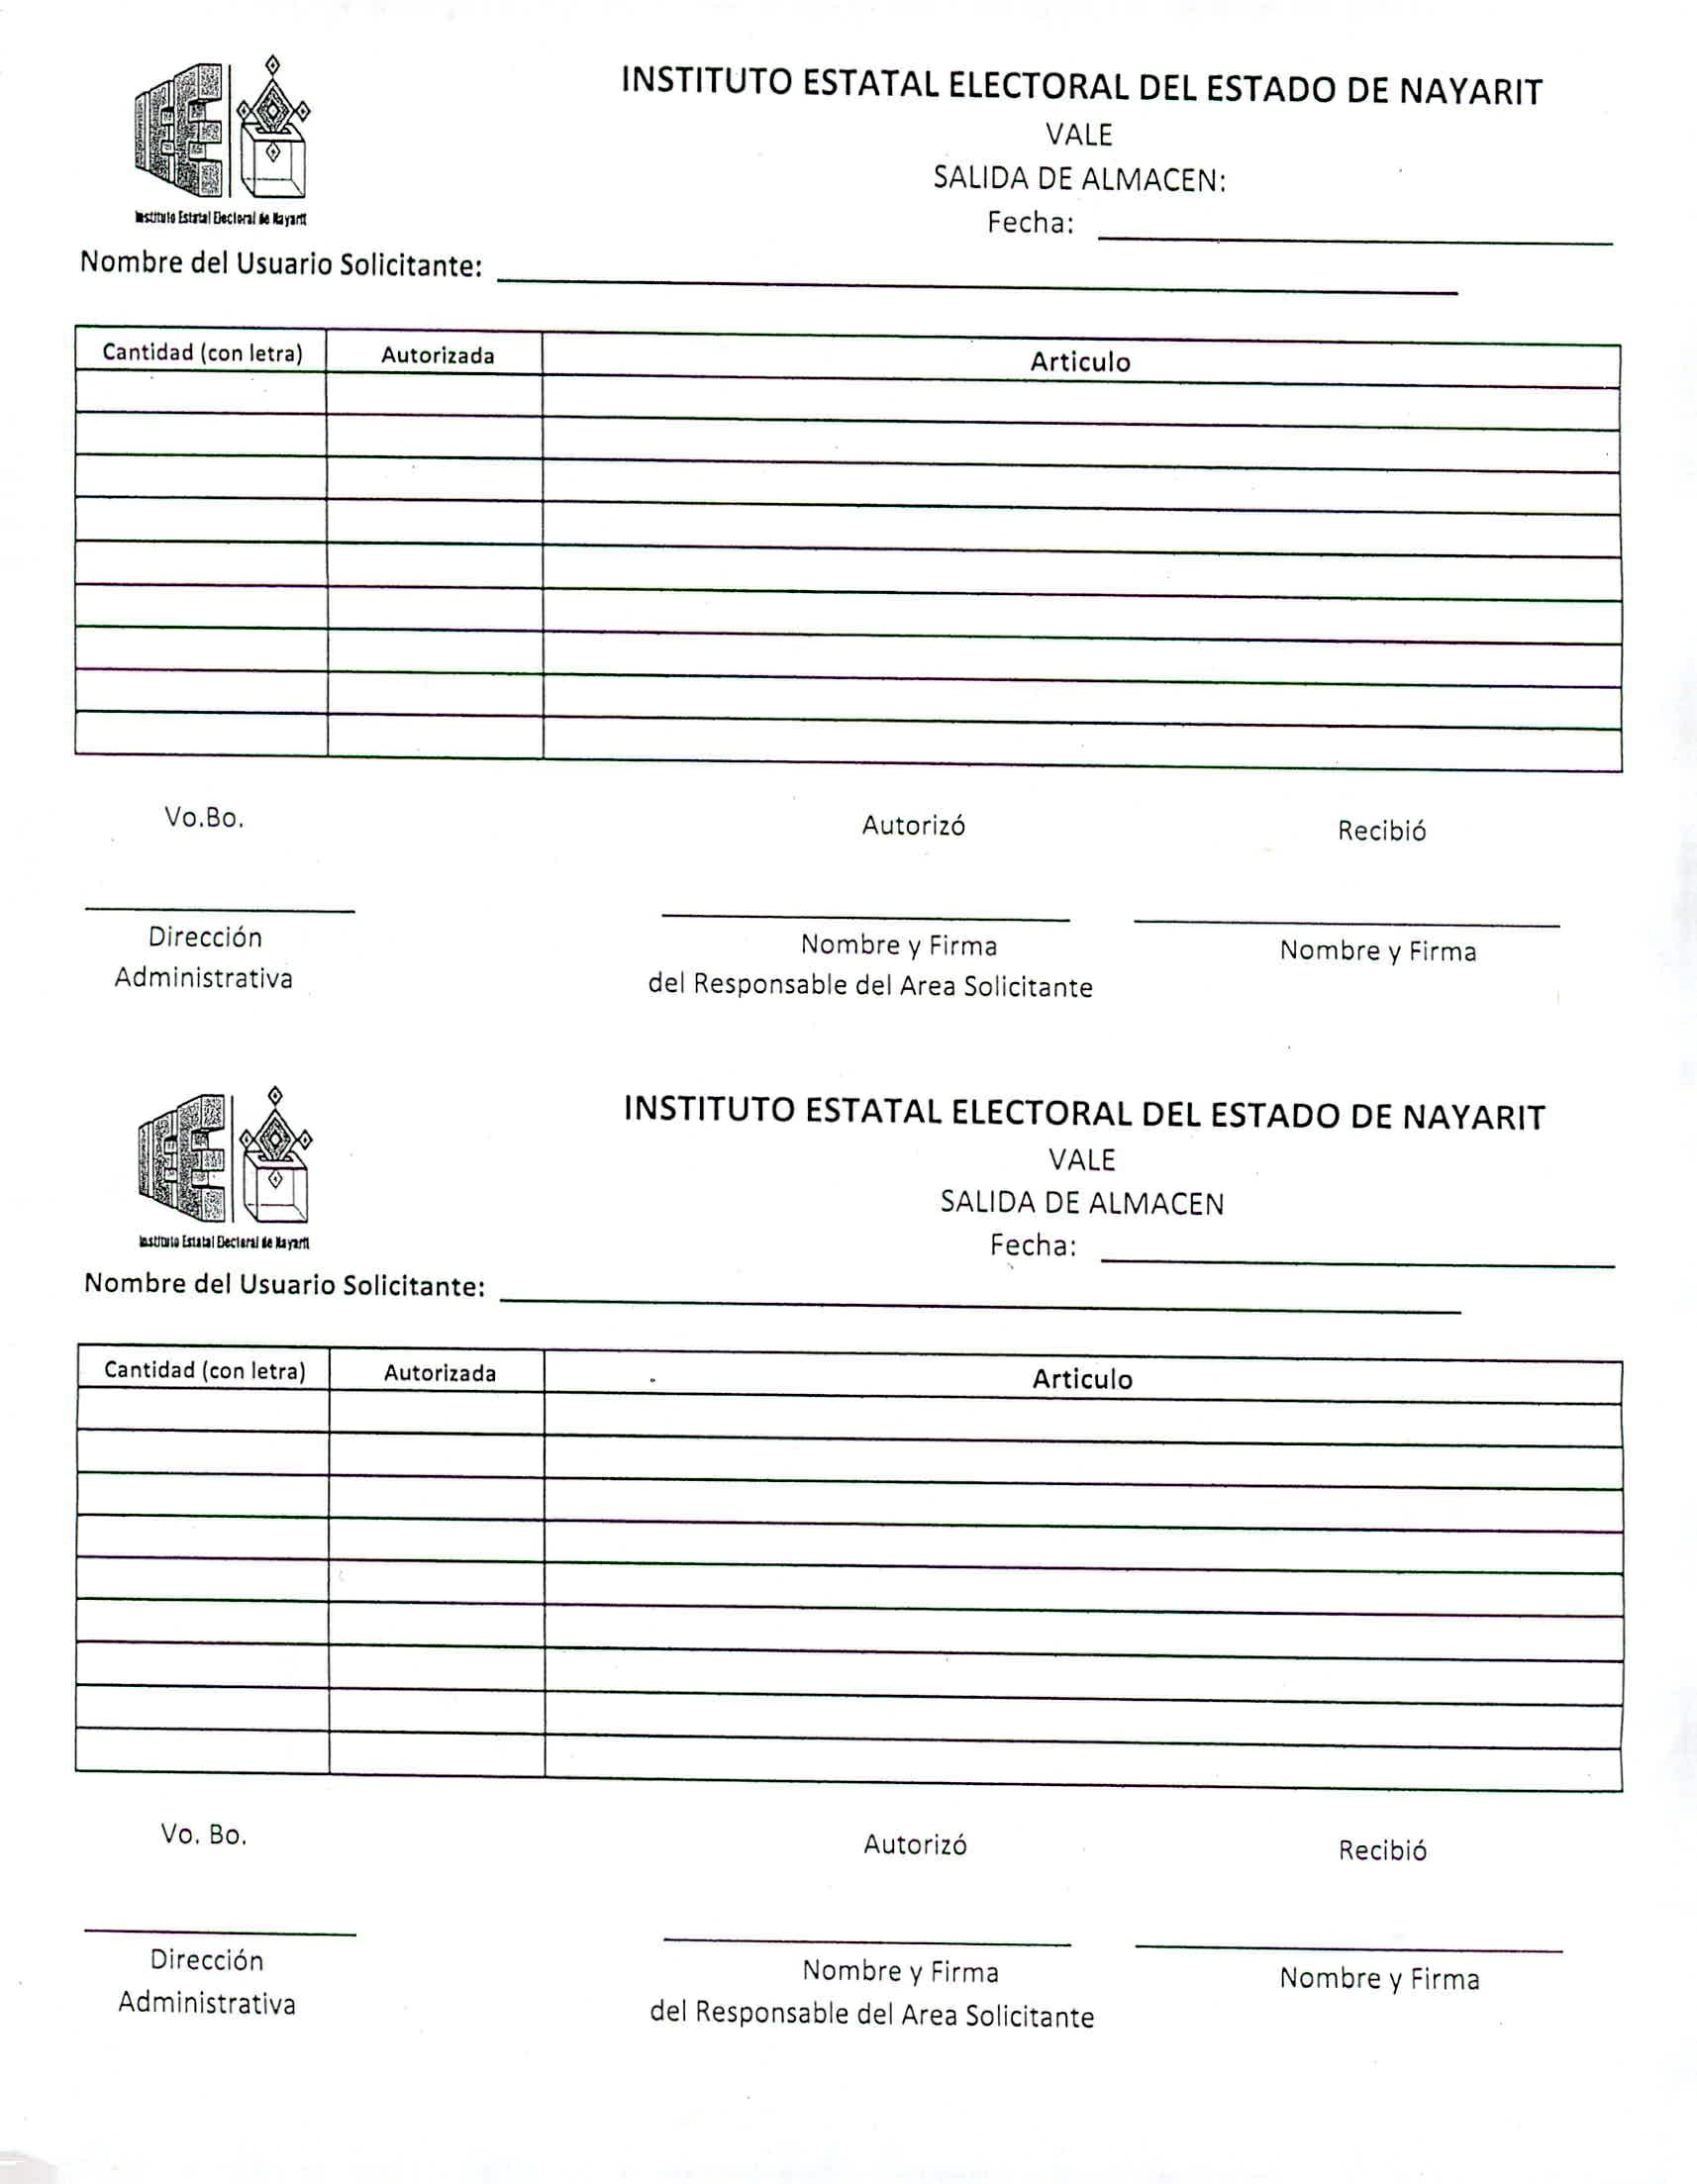 INSTITUTO ESTATAL ELECTORAL DEL ESTADO DE NAYARIT
VALE
SALIDA DE ALMACEN:
Fecha:
Instituto Estatal Electoral de Nayarit
Nombre del Usuario Solicitante:
Cantidad (con letra) Autorizada Articulo
Vo.Bo. Autorizó Recibió
Dirección Nombre y Firma Nombre y Firma
Administrativa del Responsable del Area Solicitante
INSTITUTO ESTATAL ELECTORAL DEL ESTADO DE NAYARIT
VALE
SALIDA DE ALMACEN
Fecha:
Instituto Estatal Electoral de Nayarit
Nombre del Usuario Solicitante:
Cantidad (con letra) Autorizada Articulo
Vo. Bo. Autorizó Recibió
Dirección Nombre y Firma Nombre y Firma
Administrativa del Responsable del Area Solicitante